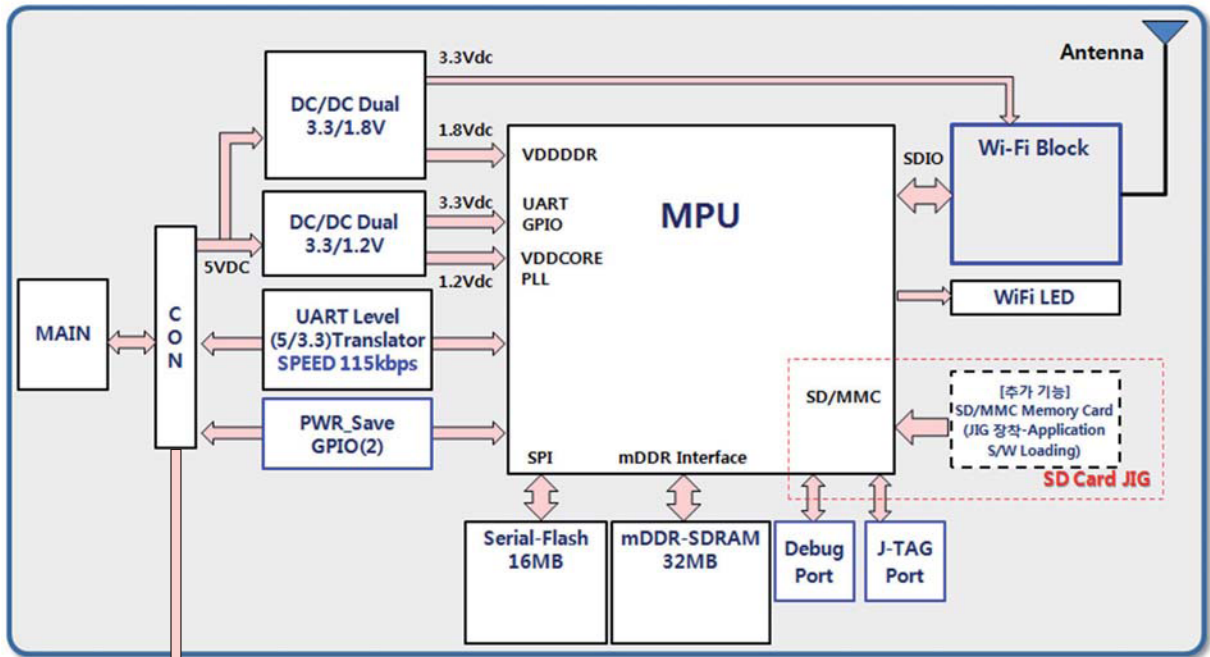 3.3Vdc
Antenna
DC/DC Dual
3.3/1.8V
1.8Vdc
VDDDDR
SDIO
Wi-Fi Block
3.3Vdc
UART
GPIO
MPU
DC/DC Dual
3.3/1.2V
5VDC
VDDCORE
PLL
1.2Vdc
MAIN
CON
UART Level
(5/3.3)Translator
SPEED 115kbps
WiFi LED
PWR_Save
GPIO(2)
SD/MMC
[추가 기능]
SD/MMC Memory Card
(JIG 장착-Application
S/W Loading)
SD Card JIG
SPI
mDDR Interface
Serial-Flash
16MB
mDDR-SDRAM
32MB
Debug
Port
J-TAG
Port